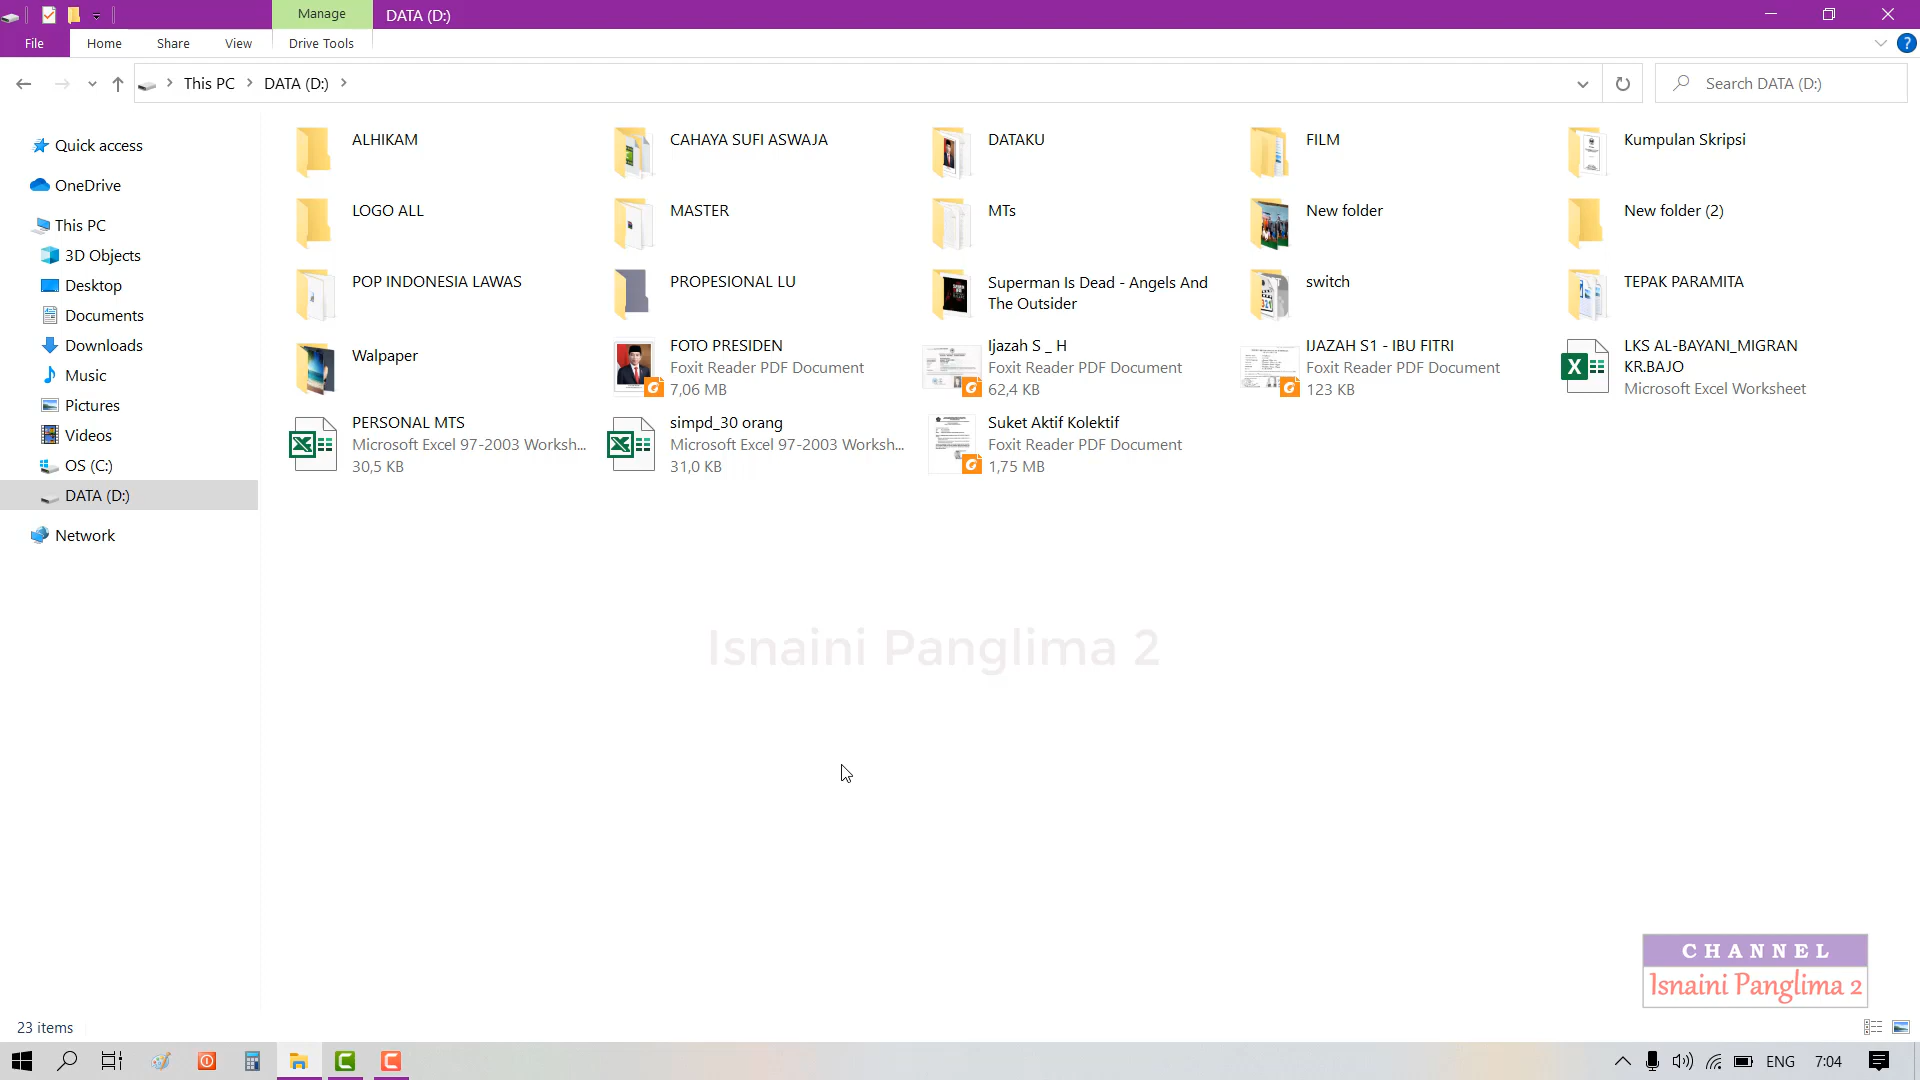 Manage
DATA (D:)
File
Home
Share
View
Drive Tools
This PC
DATA (D:)
Search DATA (D:)
Quick access
OneDrive
This PC
3D Objects
Desktop
Documents
Downloads
Music
Pictures
Videos
OS (C:)
DATA (D:)
Network
ALHIKAM
CAHAYA SUFI ASWAJA
DATAKU
FILM
Kumpulan Skripsi
LOGO ALL
MASTER
MTs
New folder
New folder (2)
POP INDONESIA LAWAS
PROPESIONAL LU
Superman Is Dead - Angels And
The Outsider
switch
TEPAK PARAMITA
Walpaper
FOTO PRESIDEN
Foxit Reader PDF Document
7,06 MB
Ijazah S _ H
Foxit Reader PDF Document
62,4 KB
IJAZAH S1 - IBU FITRI
Foxit Reader PDF Document
123 KB
LKS AL-BAYANI_MIGRAN
KR.BAJO
Microsoft Excel Worksheet
PERSONAL MTS
Microsoft Excel 97-2003 Worksh...
30,5 KB
simpd_30 orang
Microsoft Excel 97-2003 Worksh...
31,0 KB
Suket Aktif Kolektif
Foxit Reader PDF Document
1,75 MB
Isnaini Panglima 2
CHANNEL
Isnaini Panglima 2
23 items
ENG
7:04